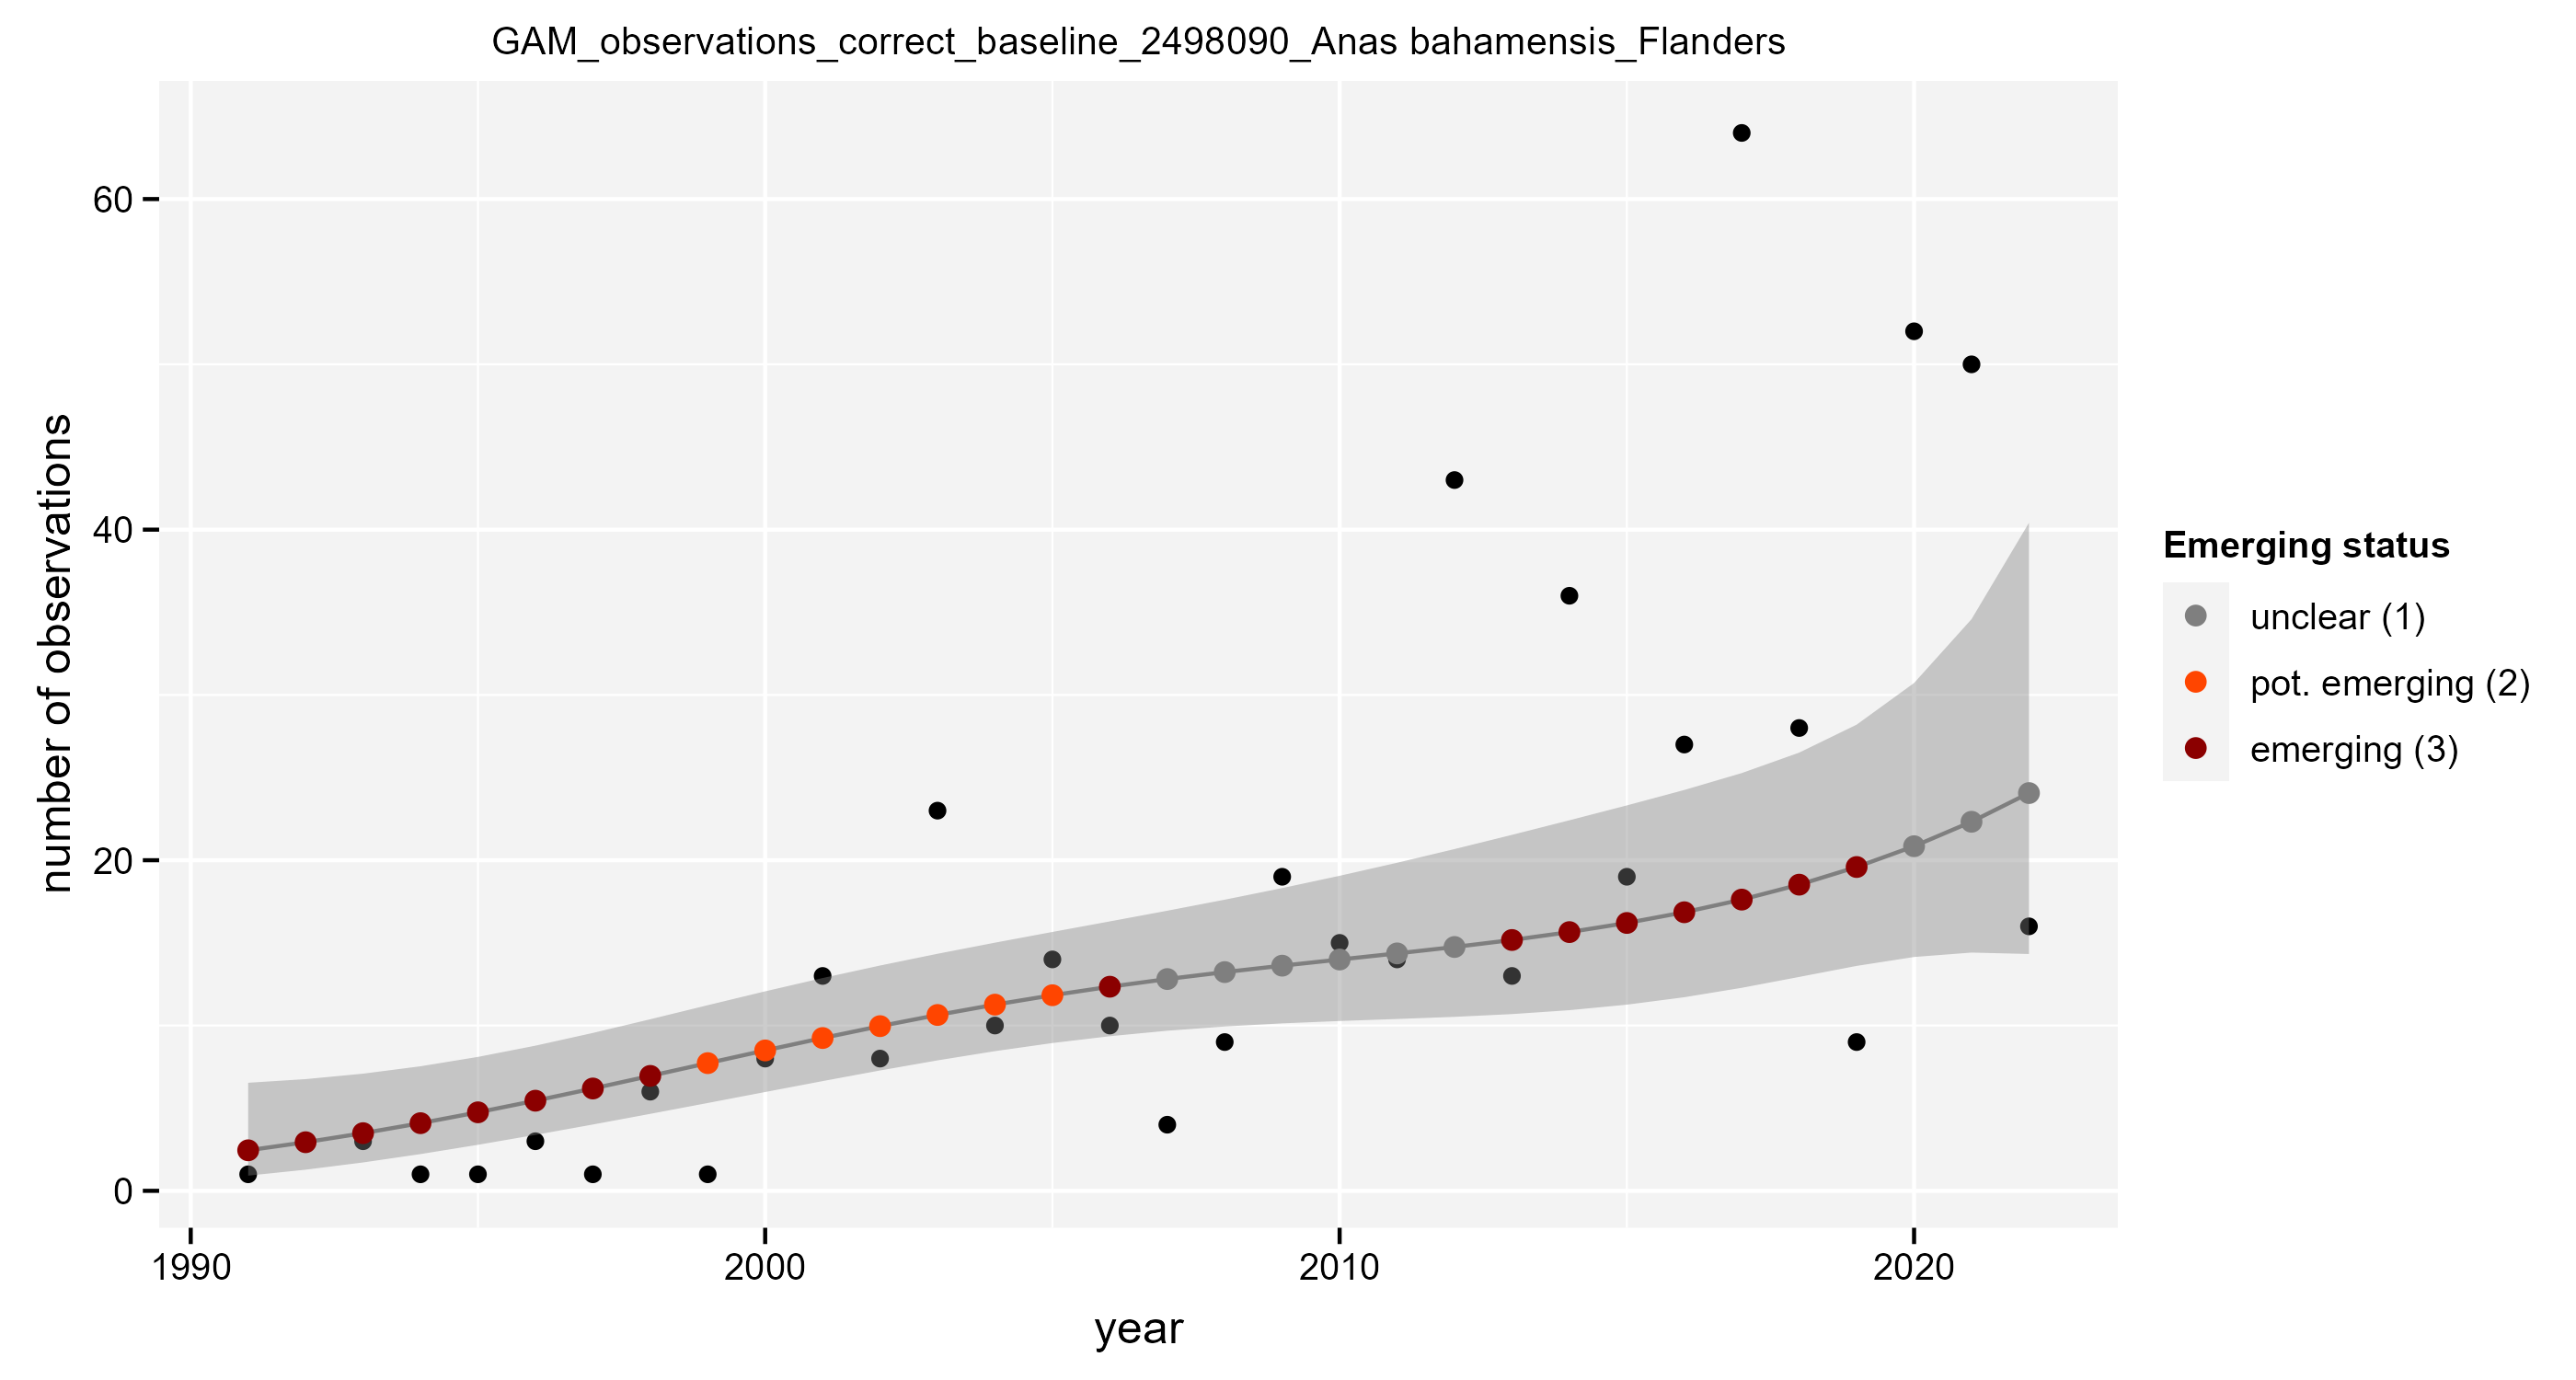 GAM_observations_correct_baseline_2498090_Anas bahamensis_Flanders
number of observations
60
40
20
0
1990
2000
2010
2020
year
Emerging status
unclear (1)
pot. emerging (2)
emerging (3)